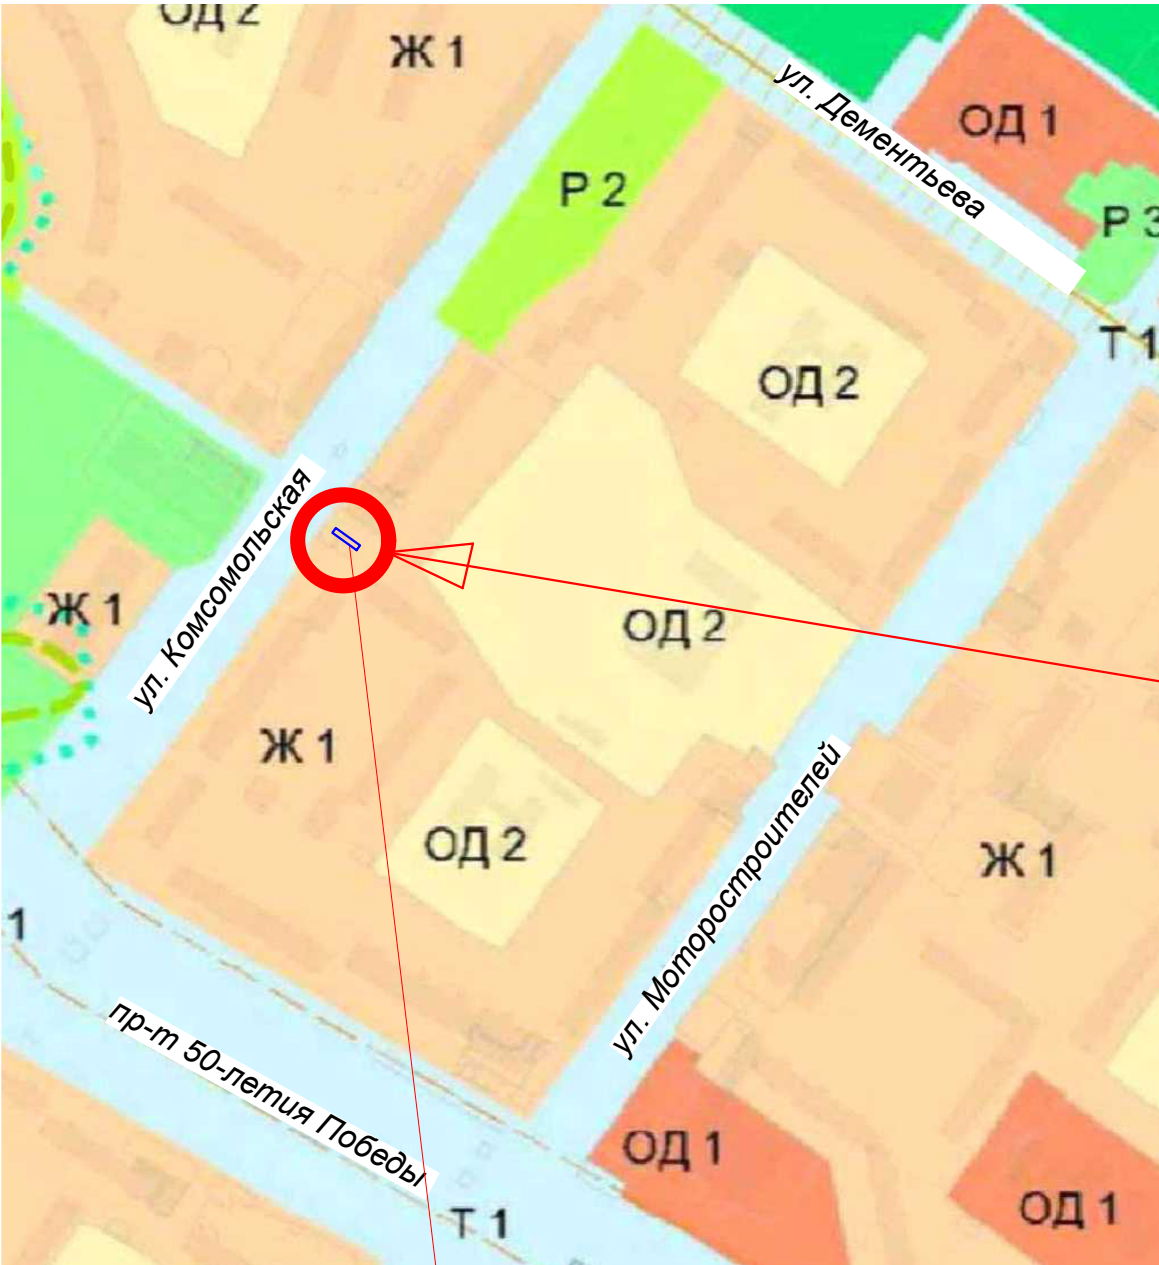 ОД 2
Ж 1
ул. Дементьева
ОД 1
Р 2
Р 3
Т 1
ОД 2
ул. Комсомольская
Ж 1
ОД 2
Ж 1
ул. Моторостроителей
ОД 2
Ж 1
1
пр-т 50-летия Победы
ОД 1
Т 1
ОД 1